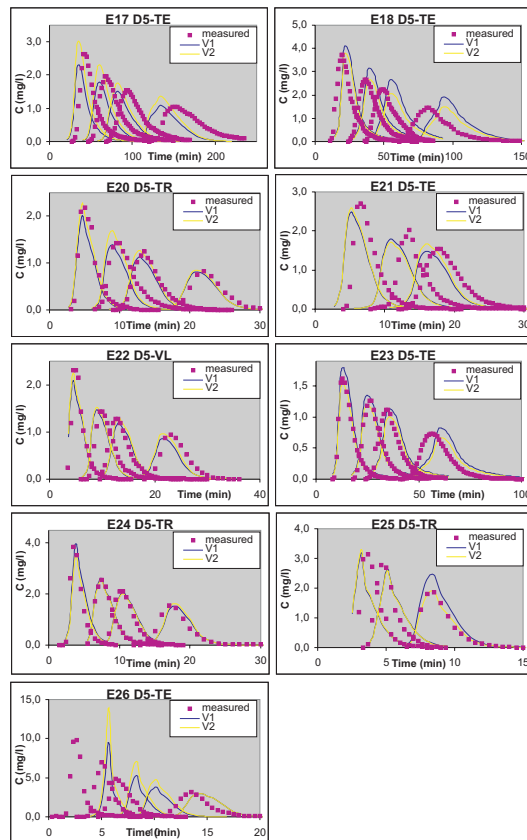 E17 D5-TE
C (mg/l)
3,0
2,0
1,0
0,0
0
100
200
Time (min)
measured
V1
V2
E18 D5-TE
5,0
4,0
3,0
2,0
1,0
0,0
0
50
100
150
Time (min)
measured
V1
V2
E20 D5-TR
C (mg/l)
2,0
1,0
0,0
0
10
20
30
Time (min)
measured
V1
V2
E21 D5-TE
3,0
2,0
1,0
0,0
0
10
20
30
Time (min)
measured
V1
V2
E22 D5-VL
C (mg/l)
2,0
1,0
0,0
0
20
40
Time (min)
measured
V1
V2
E23 D5-TE
1,5
1,0
0,5
0,0
0
50
100
Time (min)
measured
V1
V2
E24 D5-TR
C (mg/l)
4,0
2,0
0,0
0
10
20
30
Time (min)
measured
V1
V2
E25 D5-TR
4,0
3,0
2,0
1,0
0,0
0
5
10
15
Time (min)
measured
V1
V2
E26 D5-TE
C (mg/l)
15,0
10,0
5,0
0,0
0
5
10
15
20
Time (min)
measured
V1
V2